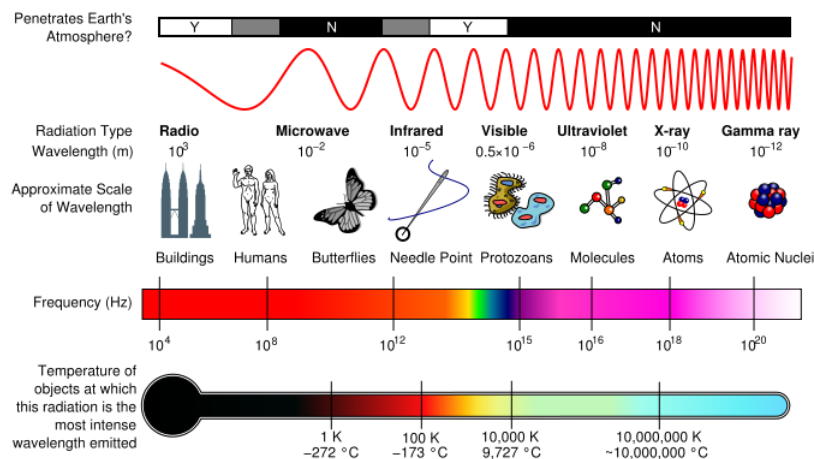 Penetrates Earth's
Atmosphere?
Y N Y N
Radiation Type
Radio Microwave Infrared Visible Ultraviolet X-ray Gamma ray
Wavelength (m)
10³ 10⁻² 10⁻⁵ 0.5×10⁻⁶ 10⁻⁸ 10⁻¹⁰ 10⁻¹²
Approximate Scale
of Wavelength
Buildings Humans Butterflies Needle Point Protozoans Molecules Atoms Atomic Nuclei
Frequency (Hz)
10⁴ 10⁸ 10¹² 10¹⁵ 10¹⁶ 10¹⁸ 10²⁰
Temperature of
objects at which
this radiation is the
most intense
wavelength emitted
1 K 100 K 10,000 K 10,000,000 K
−272 °C −173 °C 9,727 °C ~10,000,000 °C